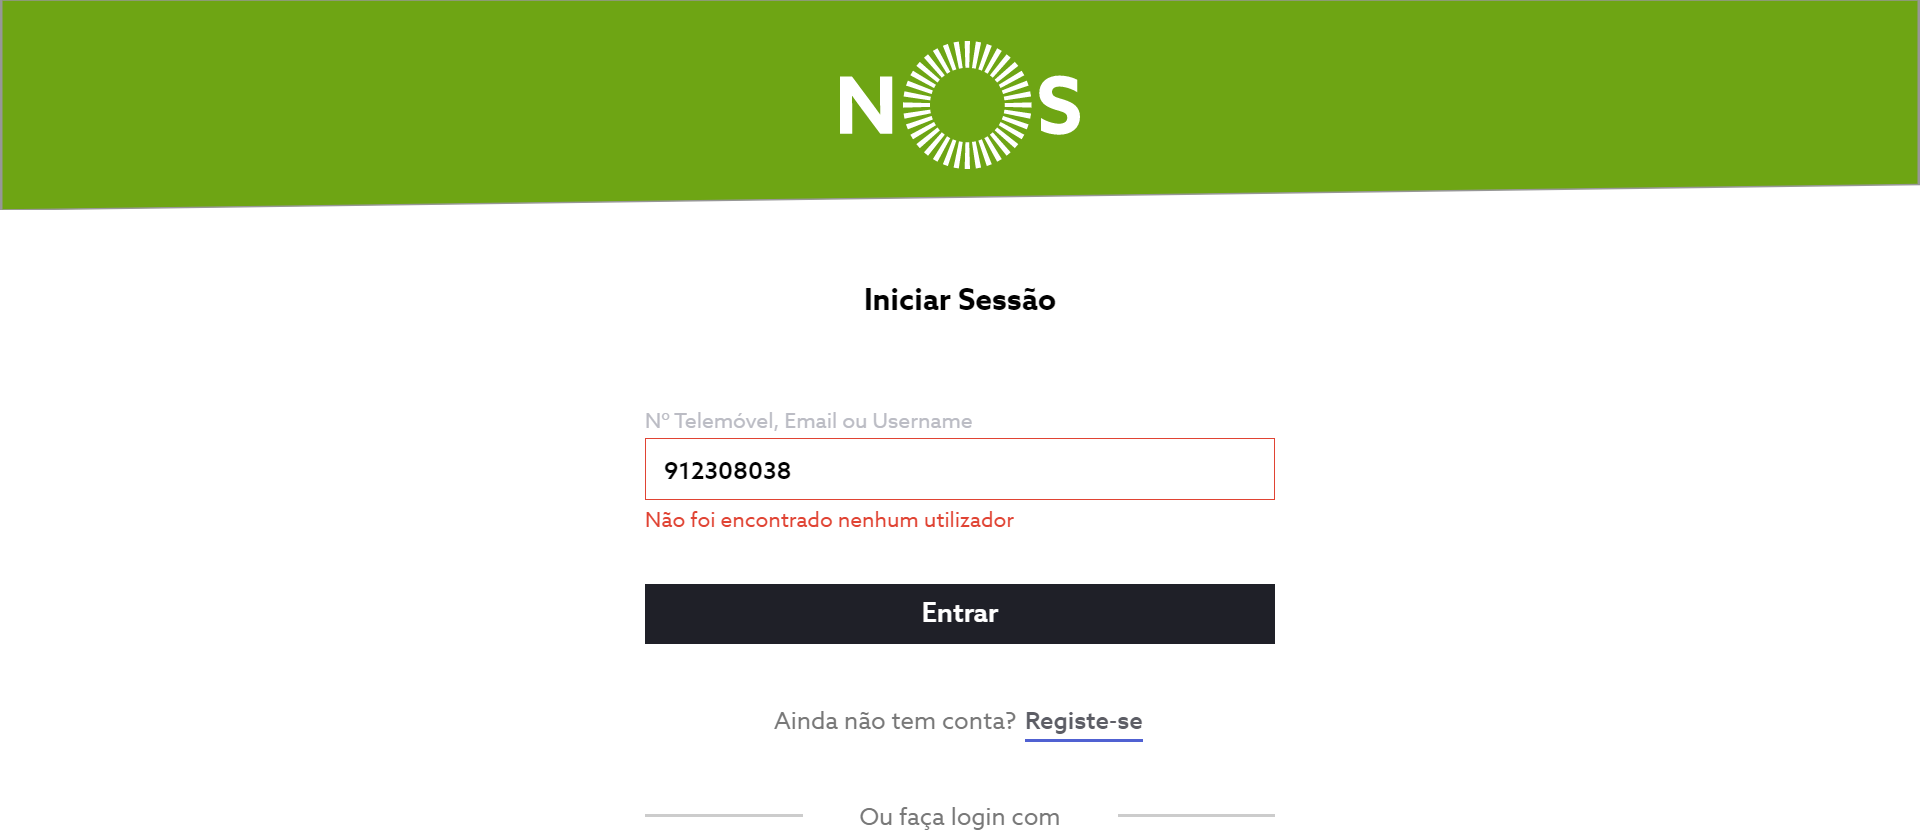 NOS
Iniciar Sessão
Nº Telemóvel, Email ou Username
912308038
Não foi encontrado nenhum utilizador
Entrar
Ainda não tem conta? Registe-se
Ou faça login com